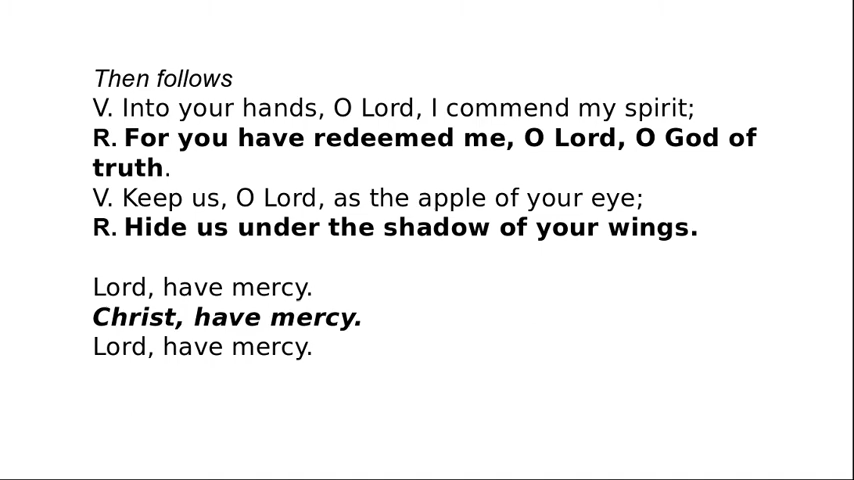 Then follows
V. Into your hands, O Lord, I commend my spirit;
R. For you have redeemed me, O Lord, O God of
truth.
V. Keep us, O Lord, as the apple of your eye;
R. Hide us under the shadow of your wings.
Lord, have mercy.
Christ, have mercy.
Lord, have mercy.